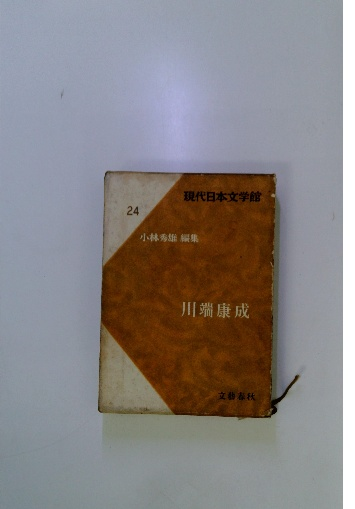 現代日本文学館
24
小林秀雄 編集
川端康成
文藝春秋